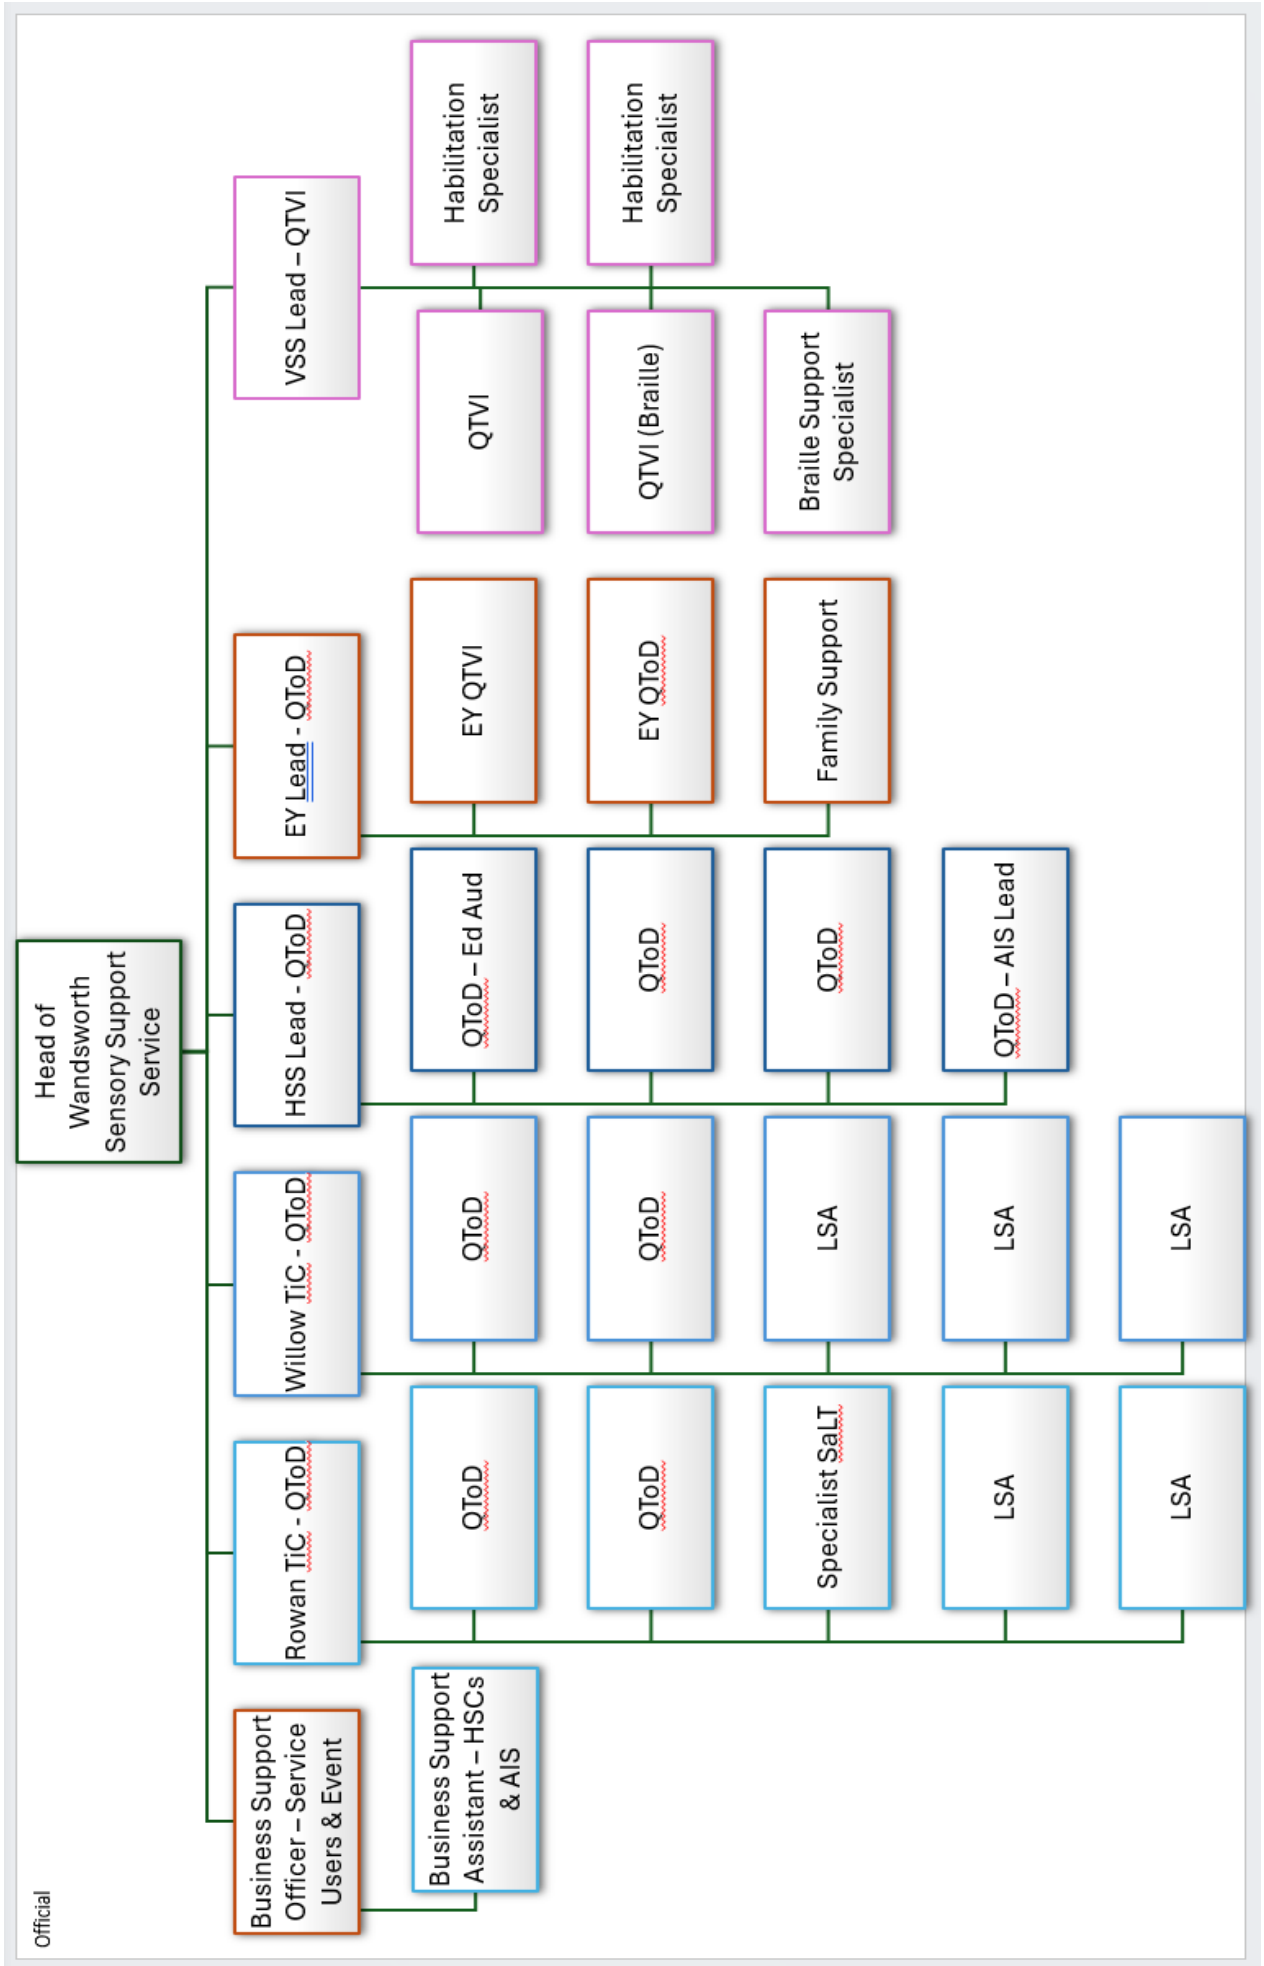 Official
Head of
Wandsworth
Sensory Support
Service
Business Support
Officer – Service
Users & Event
Business Support
Assistant – HSCs
& AIS
Rowan TiC - QToD
QToD
QToD
Specialist SaLT
LSA
LSA
Willow TiC - QToD
QToD
QToD
LSA
LSA
LSA
HSS Lead - QToD
QToD – Ed Aud
QToD
QToD
QToD – AIS Lead
EY Lead - QToD
EY QTVI
EY QToD
Family Support
VSS Lead – QTVI
QTVI
Habilitation
Specialist
QTVI (Braille)
Habilitation
Specialist
Braille Support
Specialist